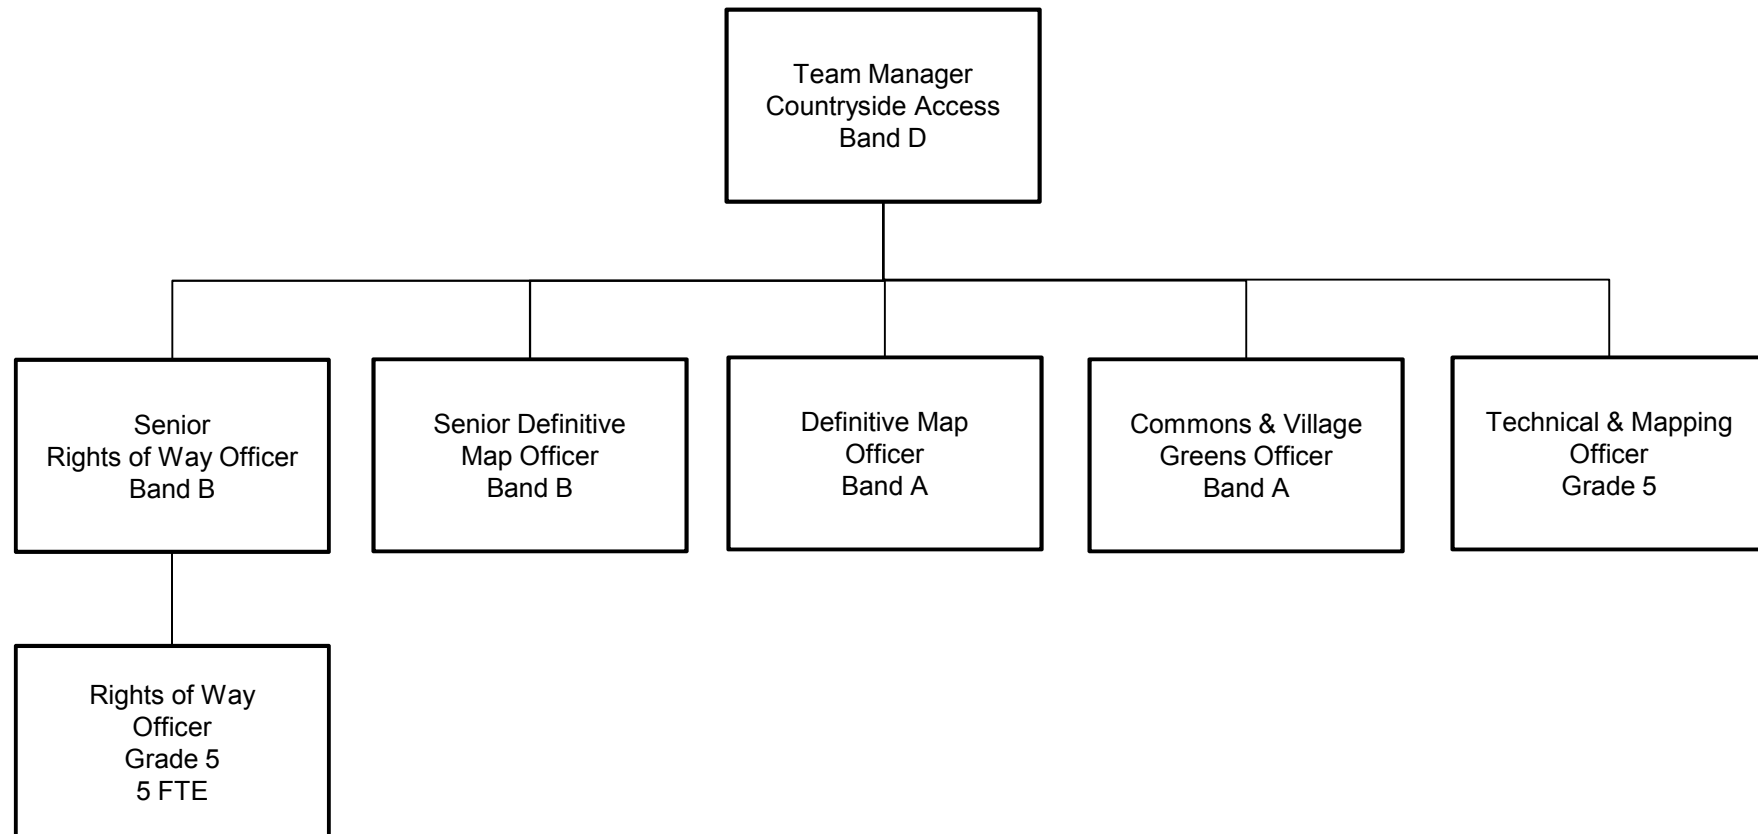 Team Manager
Countryside Access
Band D
Senior
Rights of Way Officer
Band B
Senior Definitive
Map Officer
Band B
Definitive Map
Officer
Band A
Commons & Village
Greens Officer
Band A
Technical & Mapping
Officer
Grade 5
Rights of Way
Officer
Grade 5
5 FTE